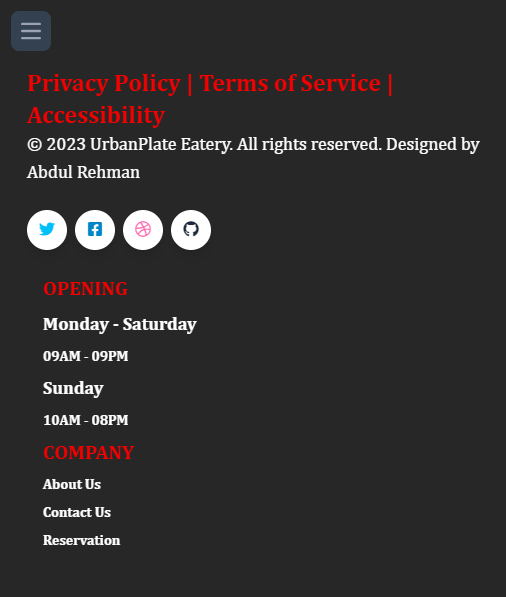 Privacy Policy | Terms of Service |
Accessibility
© 2023 UrbanPlate Eatery. All rights reserved. Designed by
Abdul Rehman
OPENING
Monday - Saturday
09AM - 09PM
Sunday
10AM - 08PM
COMPANY
About Us
Contact Us
Reservation